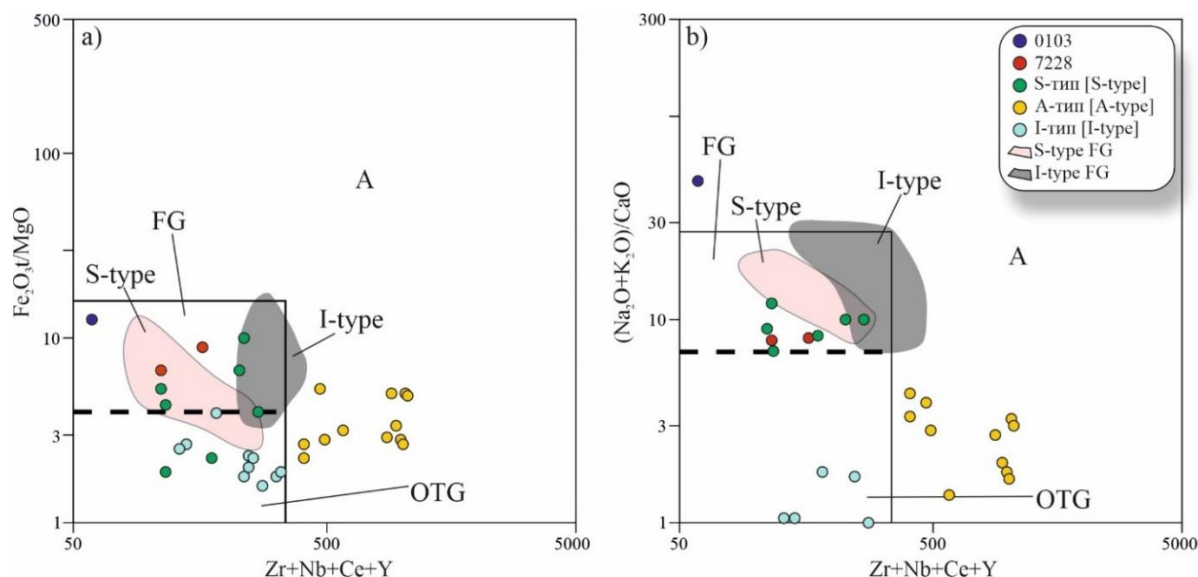 a)
500
100
10
3
1
Fe₂O₃t/MgO
FG
A
S-type
I-type
OTG
50
500
5000
Zr+Nb+Ce+Y
b)
300
30
10
3
1
(Na₂O+K₂O)/CaO
FG
I-type
S-type
A
OTG
50
500
5000
Zr+Nb+Ce+Y
0103
7228
S-тип [S-type]
A-тип [A-type]
I-тип [I-type]
S-type FG
I-type FG